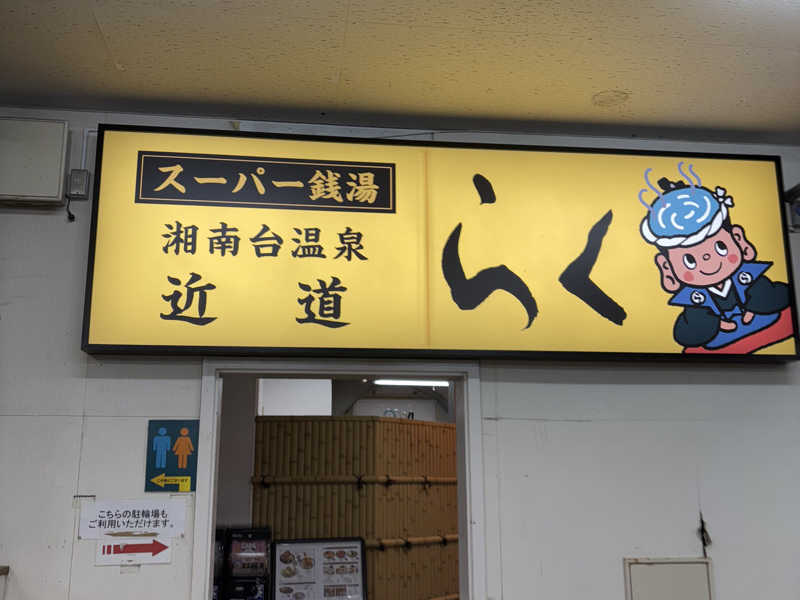 スーパー銭湯
湘南台温泉
近道
らく
こちらの駐輪場も
ご利用いただけます。